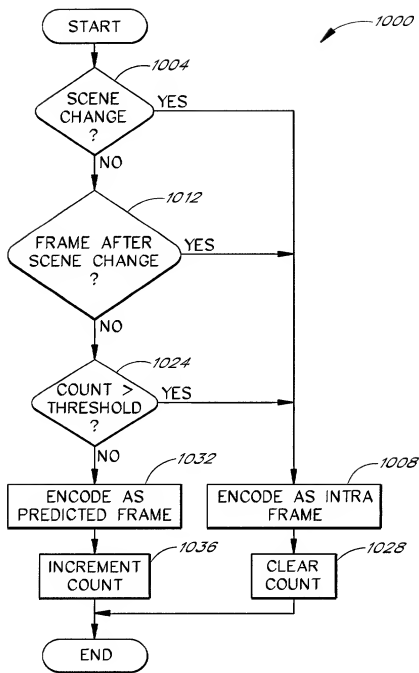 START
1000
1004
SCENE
CHANGE
?
YES
NO
1012
FRAME AFTER
SCENE CHANGE
?
YES
NO
1024
COUNT >
THRESHOLD
?
YES
NO
1032
ENCODE AS
PREDICTED FRAME
1008
ENCODE AS INTRA
FRAME
1036
INCREMENT
COUNT
1028
CLEAR
COUNT
END